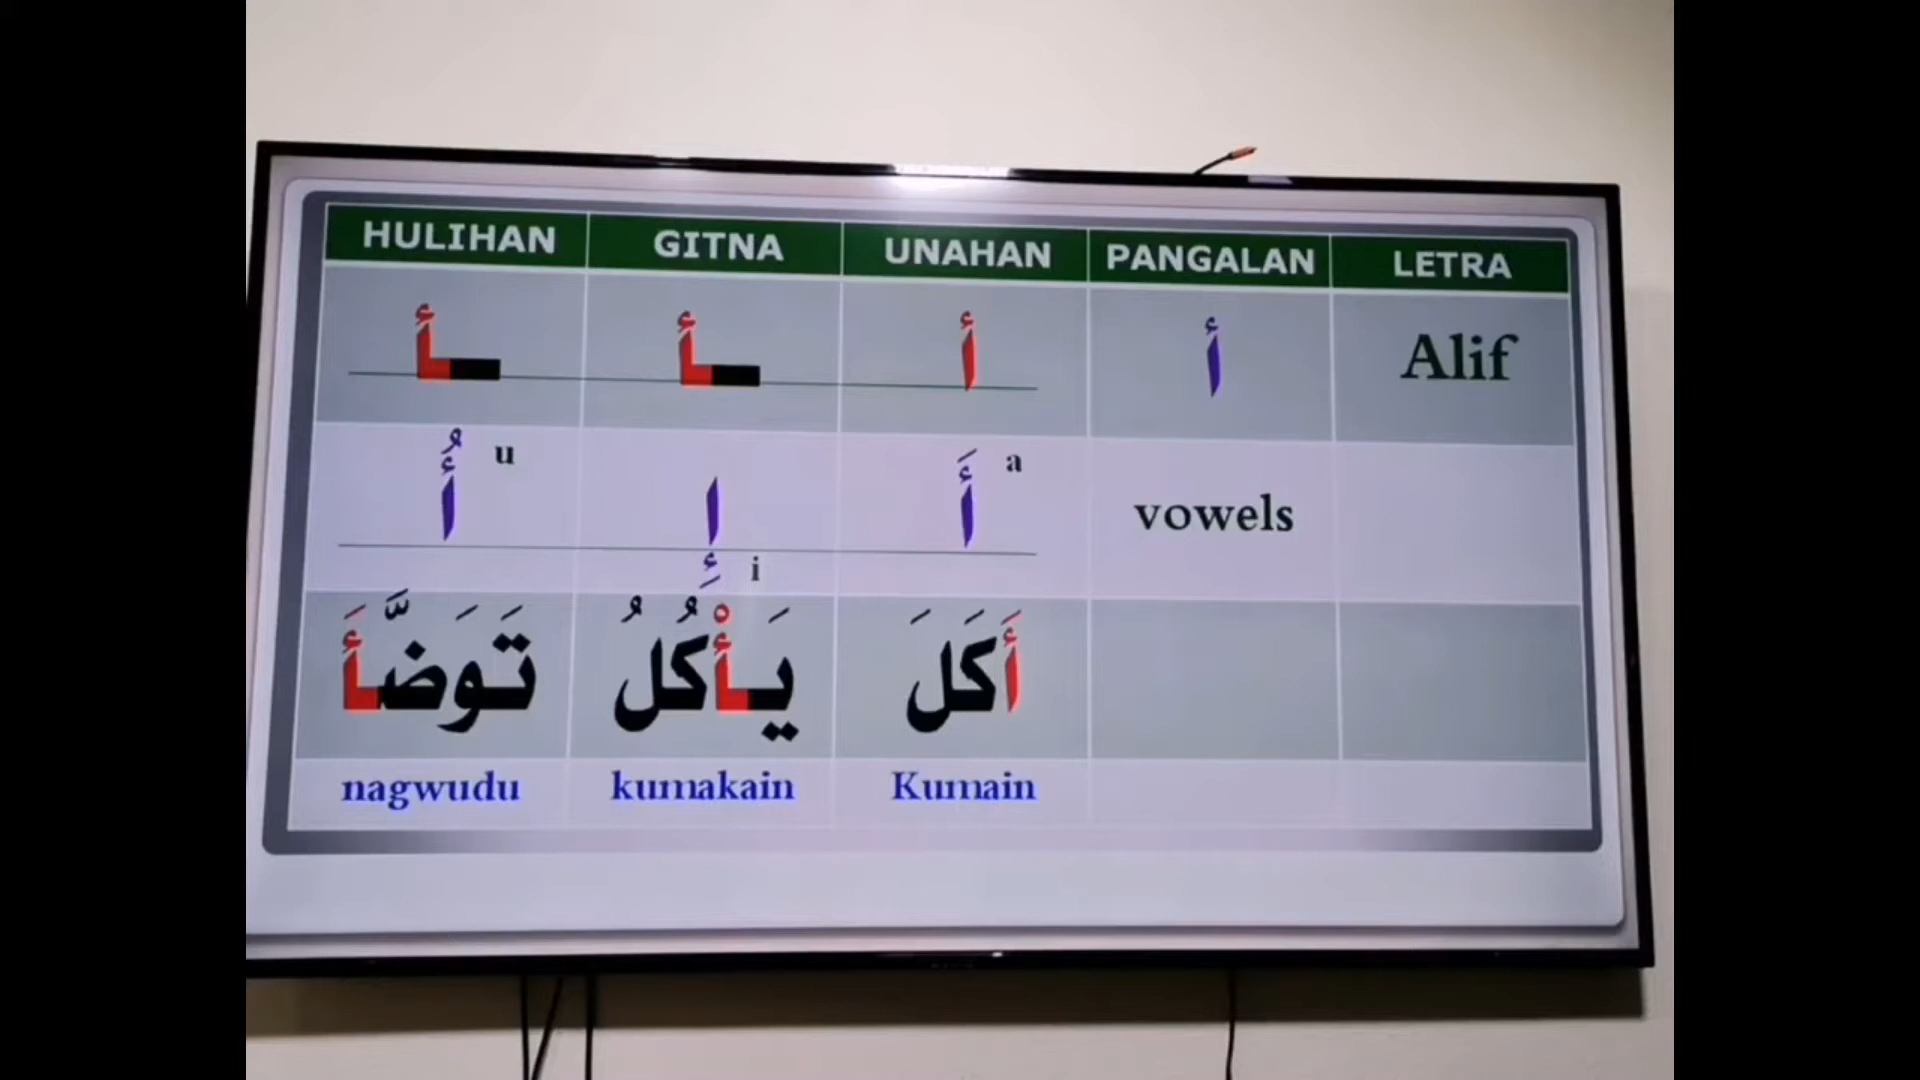 HULIHAN GITNA UNAHAN PANGALAN LETRA
ـأ ـأ أ أ Alif
أُ u إِ i أَ a vowels
تَوَضَّأَ يَأْكُلُ أَكَلَ
nagwudu kumakain Kumain